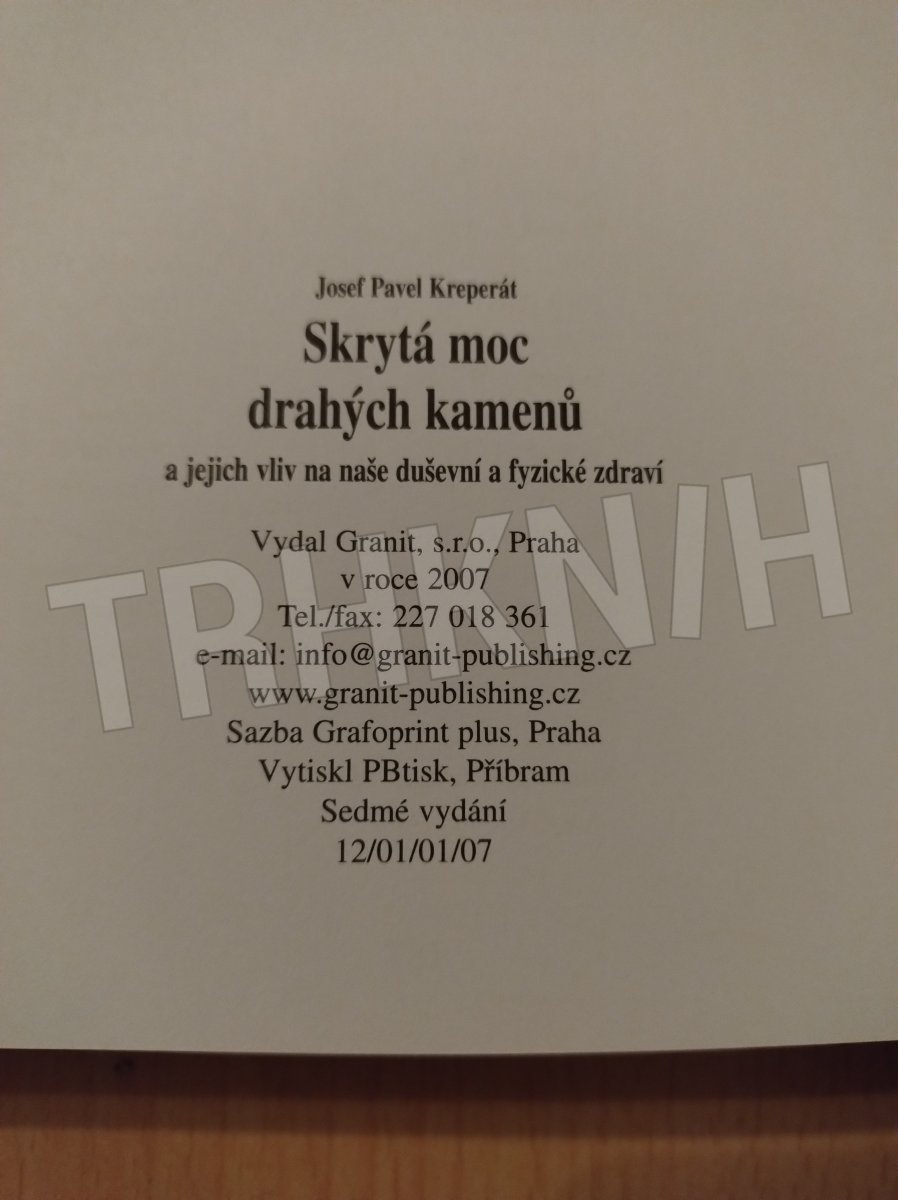 Josef Pavel Kreperát
Skrytá moc
drahých kamenů
a jejich vliv na naše duševní a fyzické zdraví
Vydal Granit, s.r.o., Praha
v roce 2007
Tel./fax: 227 018 361
e-mail: info@granit-publishing.cz
www.granit-publishing.cz
Sazba Grafoprint plus, Praha
Vytiskl PBtisk, Příbram
Sedmé vydání
12/01/01/07
TRHKNIH